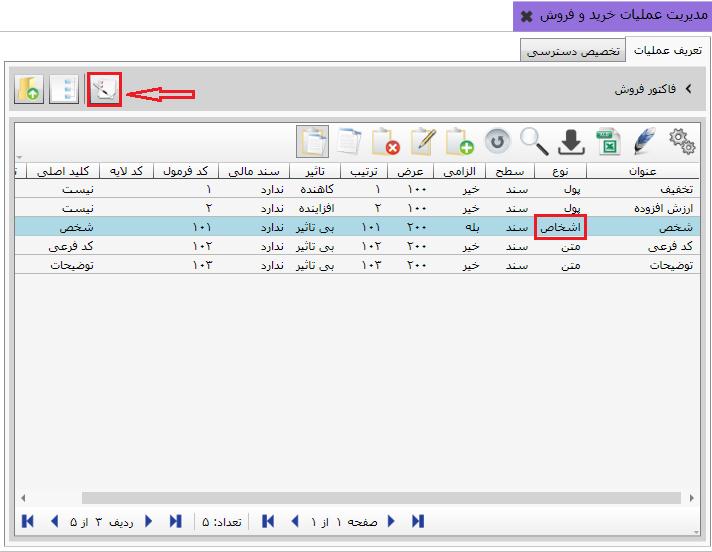 مدیریت عملیات خرید و فروش
تعریف عملیات تخصیص دسترسی
فاکتور فروش
عنوان نوع سطح الزامی عرض ترتیب تاثیر سند مالی کد فرمول کد لایه کلید اصلی
تخفیف پول سند خیر ۱۰۰ ۱ کاهنده ندارد ۱ نیست
ارزش افزوده پول سند خیر ۱۰۰ ۲ افزاینده ندارد ۲ نیست
شخص اشخاص سند بله ۲۰۰ ۱۰۱ بی تاثیر ندارد ۱۰۱ شخص
کد فرعی متن سند خیر ۲۰۰ ۱۰۲ بی تاثیر ندارد ۱۰۲ کد فرعی
توضیحات متن سند خیر ۲۰۰ ۱۰۳ بی تاثیر ندارد ۱۰۳ توضیحات
صفحه ۱ از ۱ تعداد: ۵ ردیف ۳ از ۵